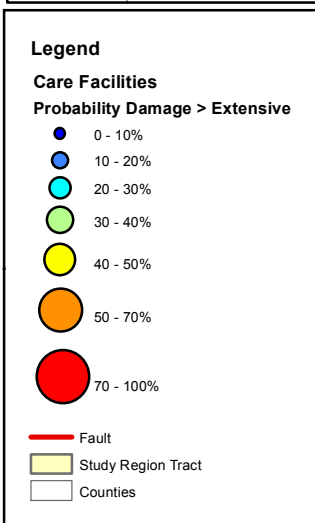 Legend
Care Facilities
Probability Damage > Extensive
0 - 10%
10 - 20%
20 - 30%
30 - 40%
40 - 50%
50 - 70%
70 - 100%
Fault
Study Region Tract
Counties